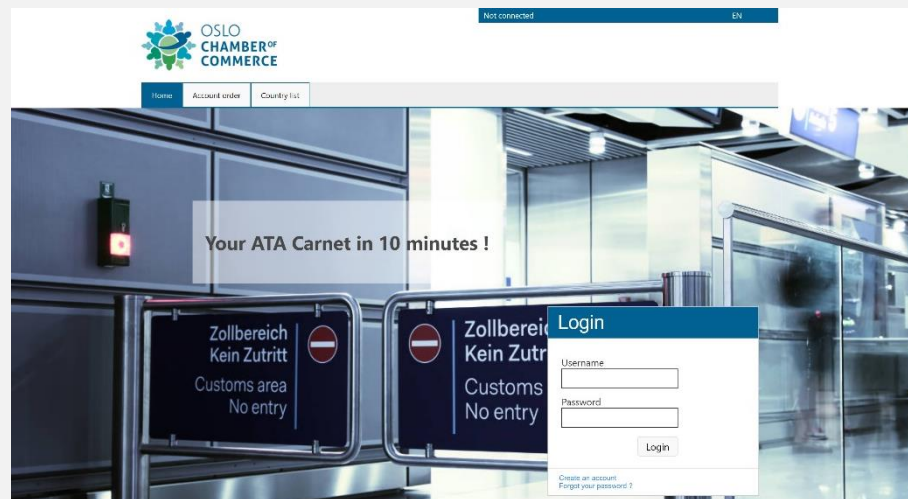 Not connected
EN
OSLO
CHAMBER OF
COMMERCE
Home
Account order
Country list
Your ATA Carnet in 10 minutes !
Zollbereich
Kein Zutritt
Customs area
No entry
Zollbereic
Kein Zutr
Customs
No entry
Login
Username
Password
Login
Create an account
Forgot your password ?